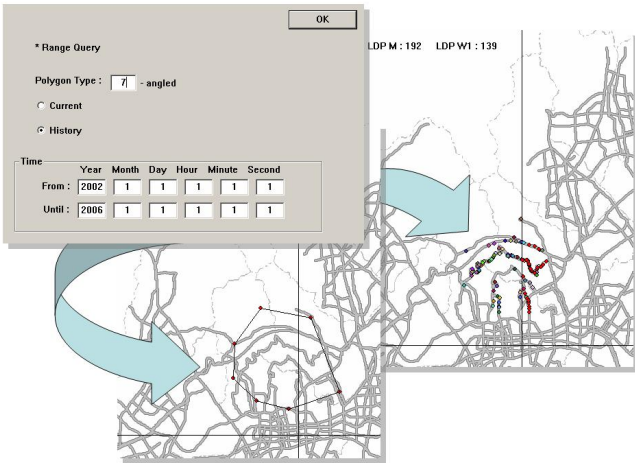 OK
* Range Query
Polygon Type : 7 - angled
Current
History
Time
Year Month Day Hour Minute Second
From : 2002 1 1 1 1 1
Until : 2006 1 1 1 1 1
LDP M : 192 LDP W1 : 139